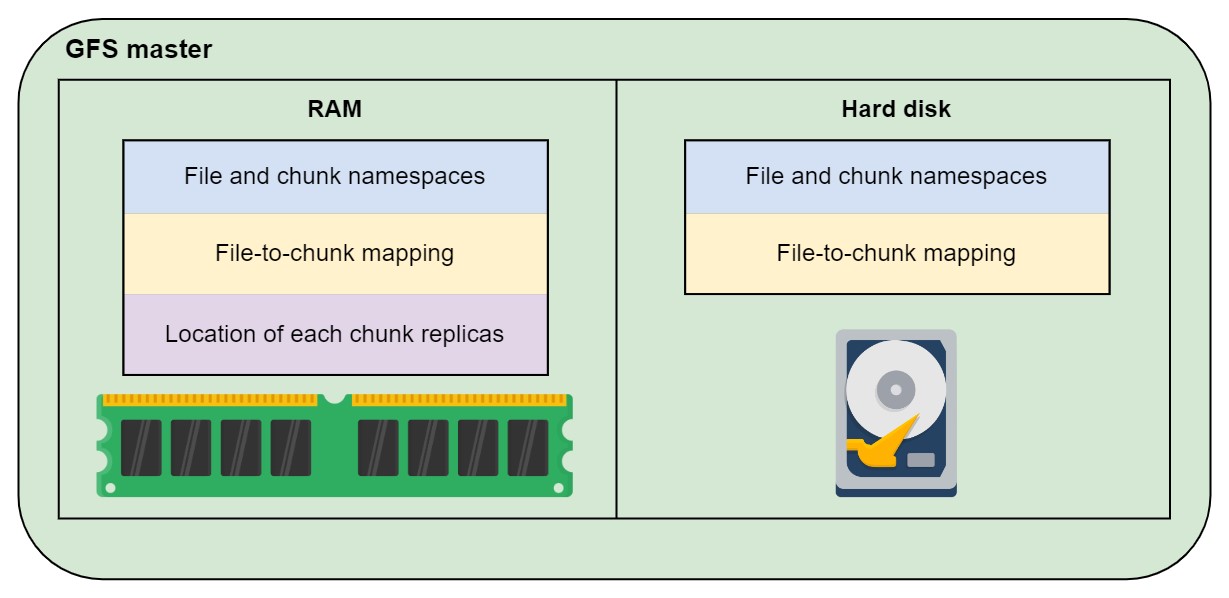 GFS master
RAM
File and chunk namespaces
File-to-chunk mapping
Location of each chunk replicas
Hard disk
File and chunk namespaces
File-to-chunk mapping